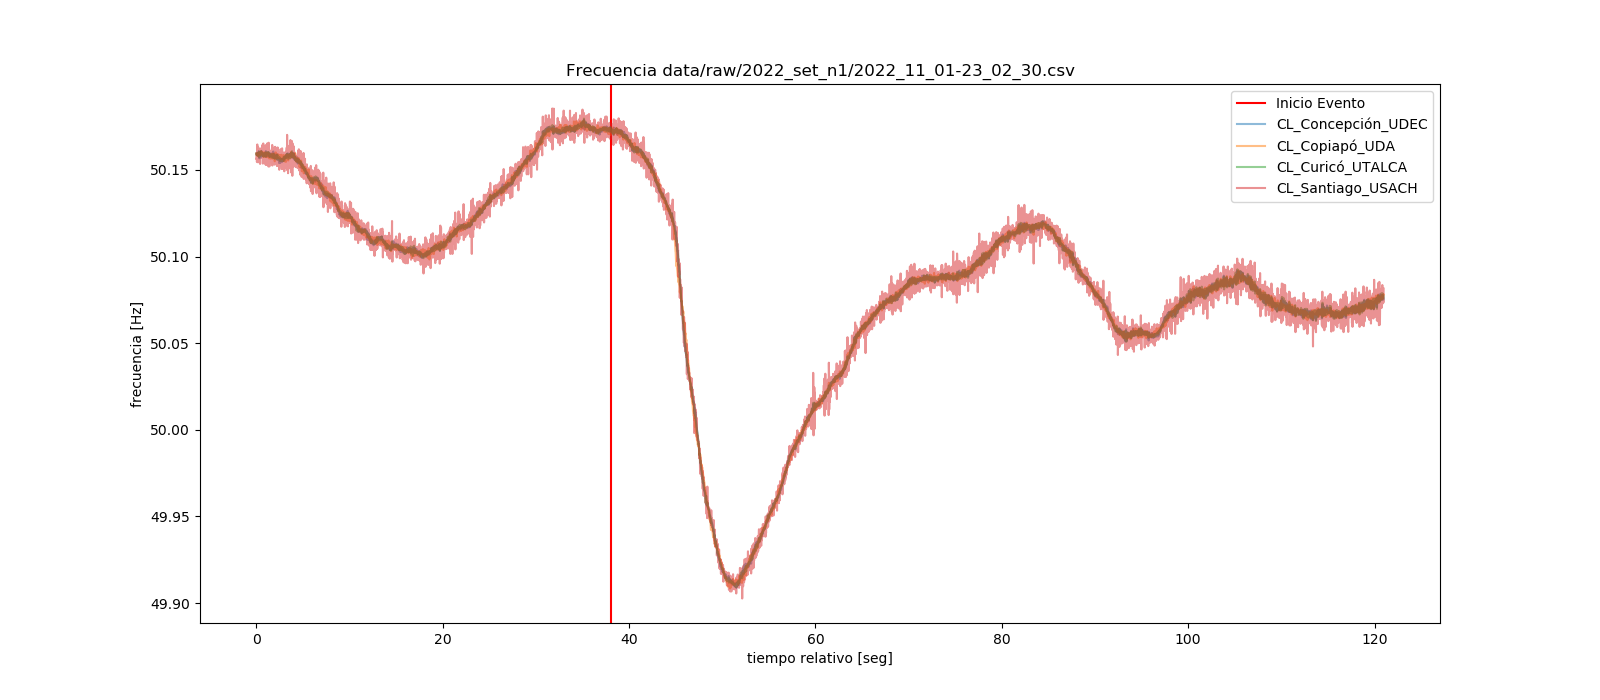 Frecuencia data/raw/2022_set_n1/2022_11_01-23_02_30.csv
Inicio Evento
CL_Concepción_UDEC
CL_Copiapó_UDA
CL_Curicó_UTALCA
CL_Santiago_USACH
frecuencia [Hz]
50.15
50.10
50.05
50.00
49.95
49.90
0 20 40 60 80 100 120
tiempo relativo [seg]